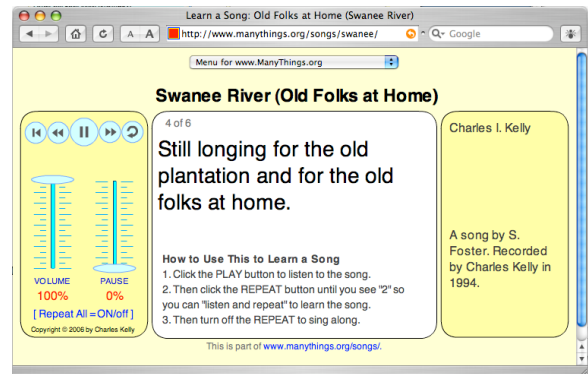 Learn a Song: Old Folks at Home (Swanee River)
A A
http://www.manythings.org/songs/swanee/
Google
Menu for www.ManyThings.org
Swanee River (Old Folks at Home)
4 of 6
Still longing for the old
plantation and for the old
folks at home.
How to Use This to Learn a Song
1. Click the PLAY button to listen to the song.
2. Then click the REPEAT button until you see "2" so
you can "listen and repeat" to learn the song.
3. Then turn off the REPEAT to sing along.
VOLUME PAUSE
100% 0%
[ Repeat All = ON/off ]
Copyright © 2006 by Charles Kelly
Charles I. Kelly
A song by S.
Foster. Recorded
by Charles Kelly in
1994.
This is part of www.manythings.org/songs/.